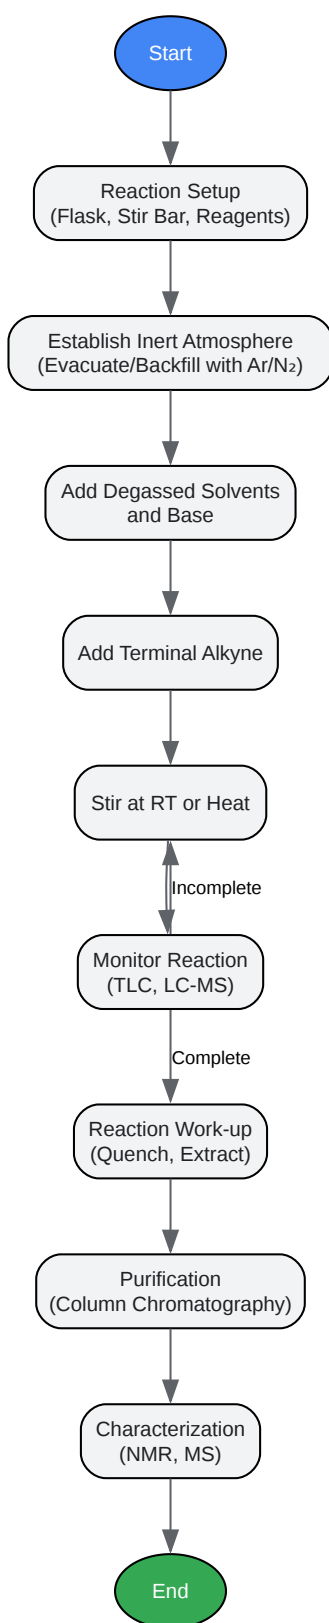 Start
Reaction Setup
(Flask, Stir Bar, Reagents)
Establish Inert Atmosphere
(Evacuate/Backfill with Ar/N₂)
Add Degassed Solvents
and Base
Add Terminal Alkyne
Stir at RT or Heat
Incomplete
Monitor Reaction
(TLC, LC-MS)
Complete
Reaction Work-up
(Quench, Extract)
Purification
(Column Chromatography)
Characterization
(NMR, MS)
End